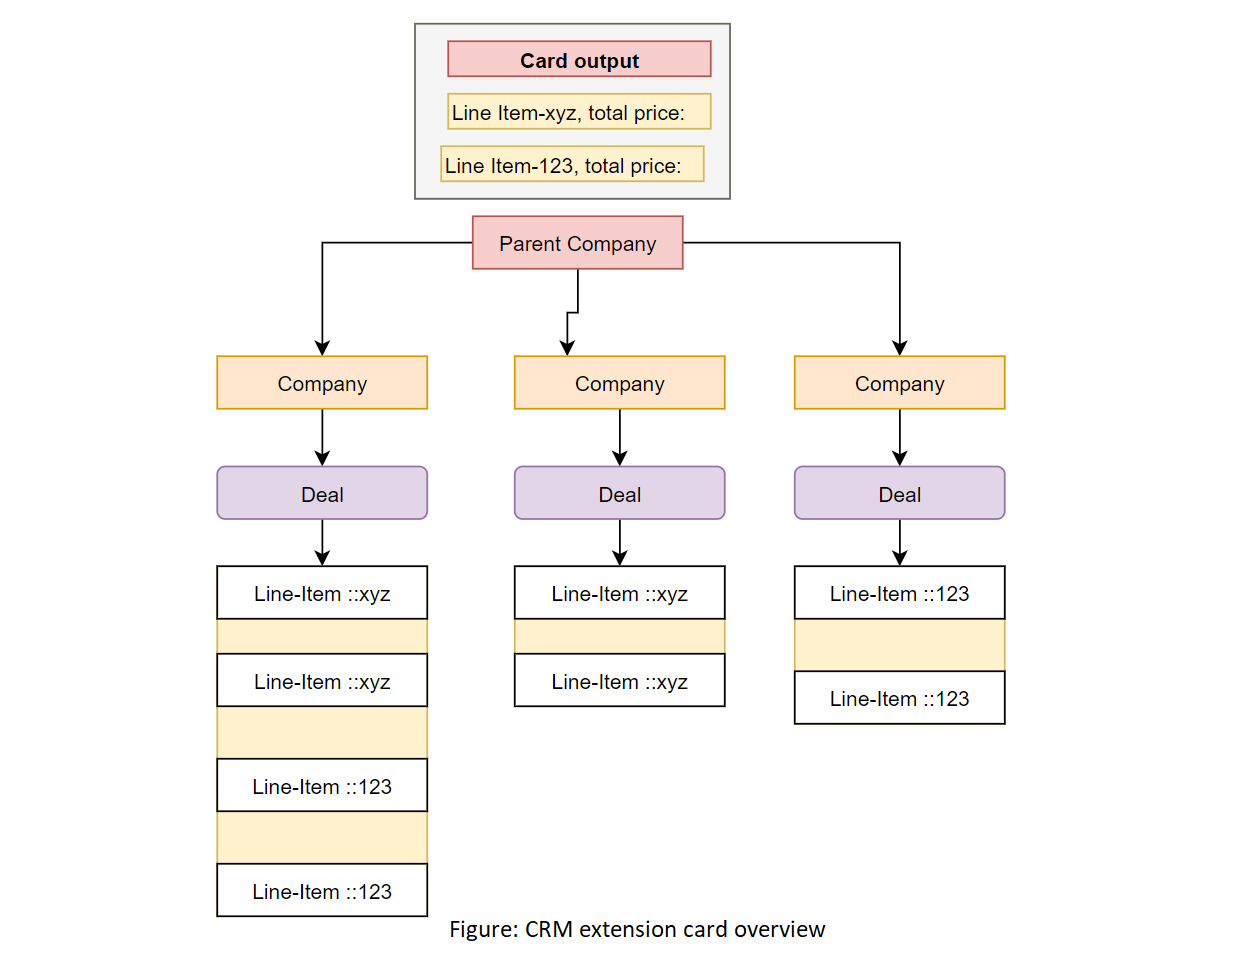 Card output
Line Item-xyz, total price:
Line Item-123, total price:
Parent Company
Company
Company
Company
Deal
Deal
Deal
Line-Item ::xyz
Line-Item ::xyz
Line-Item ::123
Line-Item ::xyz
Line-Item ::xyz
Line-Item ::123
Line-Item ::123
Line-Item ::123
Figure: CRM extension card overview